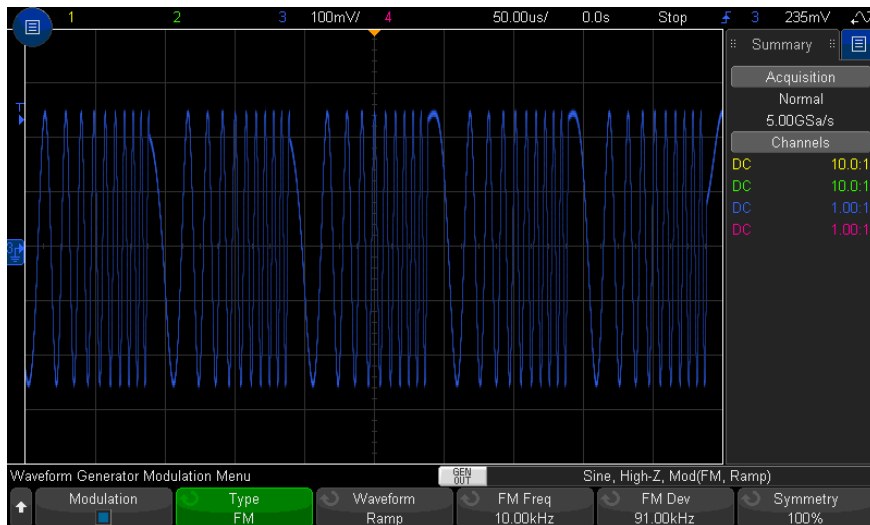 1 2 3 100mV/ 4 50.00us/ 0.0s Stop 3 235mV
Summary
T
Acquisition
Normal
5.00GSa/s
Channels
DC 10.0:1
DC 10.0:1
DC 1.00:1
DC 1.00:1
3
Waveform Generator Modulation Menu GEN OUT Sine, High-Z, Mod(FM, Ramp)
Modulation Type Waveform FM Freq FM Dev Symmetry
FM Ramp 10.00kHz 91.00kHz 100%